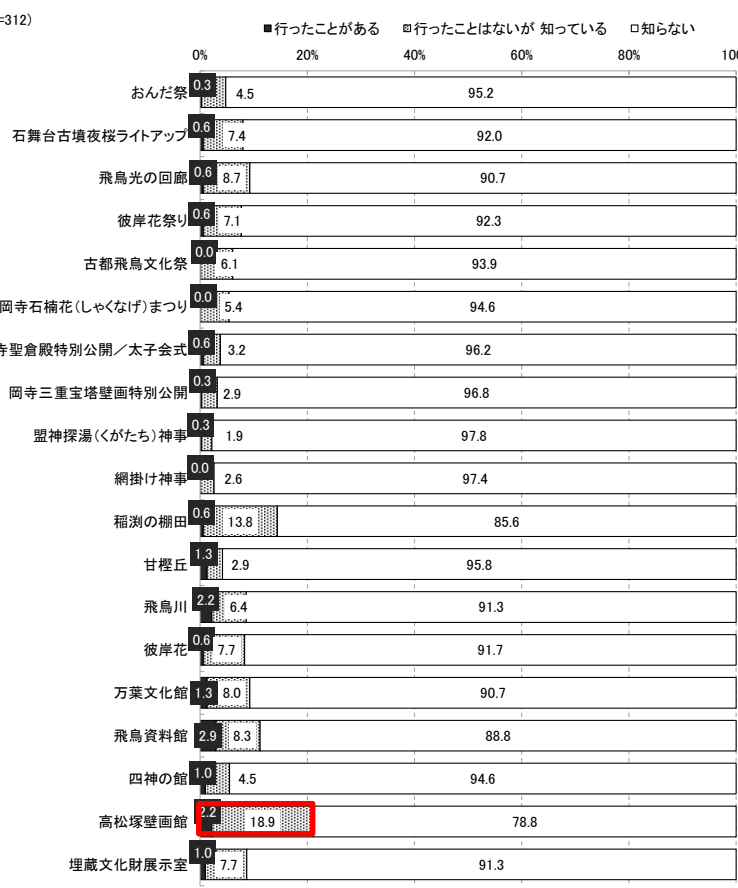 =312)
■行ったことがある 行ったことはないが 知っている □知らない
0% 20% 40% 60% 80% 100
おんだ祭 0.3 4.5 95.2
石舞台古墳夜桜ライトアップ 0.6 7.4 92.0
飛鳥光の回廊 0.6 8.7 90.7
彼岸花祭り 0.6 7.1 92.3
古都飛鳥文化祭 0.0 6.1 93.9
岡寺石楠花(しゃくなげ)まつり 0.0 5.4 94.6
寺聖倉殿特別公開/太子会式 0.6 3.2 96.2
岡寺三重宝塔壁画特別公開 0.3 2.9 96.8
盟神探湯(くがたち)神事 0.3 1.9 97.8
綱掛け神事 0.0 2.6 97.4
稲渕の棚田 0.6 13.8 85.6
甘樫丘 1.3 2.9 95.8
飛鳥川 2.2 6.4 91.3
彼岸花 0.6 7.7 91.7
万葉文化館 1.3 8.0 90.7
飛鳥資料館 2.9 8.3 88.8
四神の館 1.0 4.5 94.6
高松塚壁画館 2.2 18.9 78.8
埋蔵文化財展示室 1.0 7.7 91.3